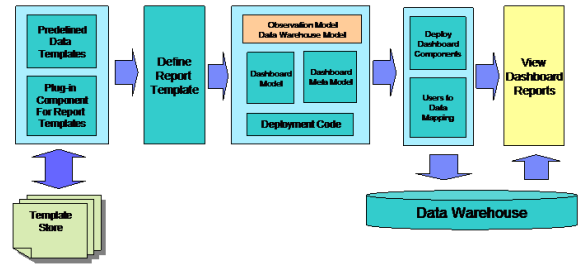 Predefined
Data
Templates
Plug-in
Component
For Report
Templates
Define
Report
Template
Observation Model
Data Warehouse Model
Dashboard
Model
Dashboard
Meta Model
Deployment Code
Deploy
Dashboard
Components
Users to
Data
Mapping
View
Dashboard
Reports
Template
Store
Data Warehouse